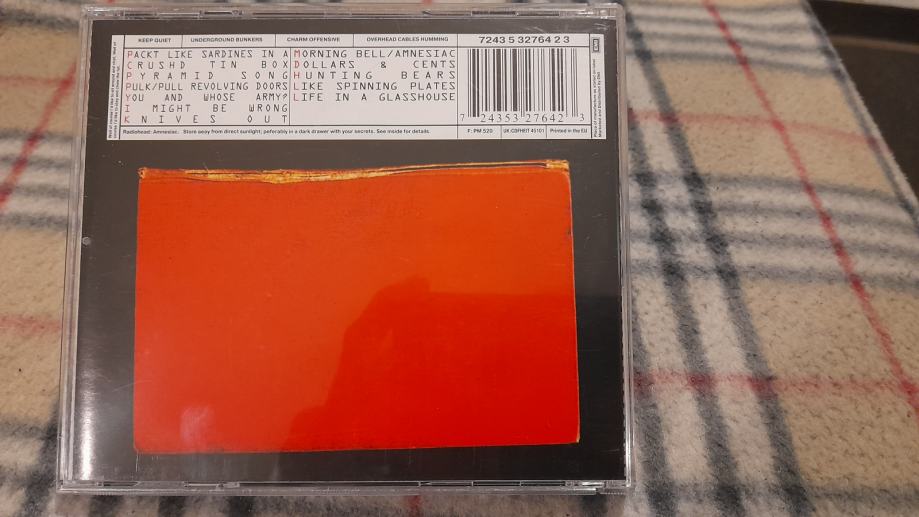 KEEP QUIET UNDERGROUND BUNKERS CHARM OFFENSIVE OVERHEAD CABLES HUMMING
7243 5 32764 2 3
PACKT LIKE SARDINES IN A
CRUSHD TIN BOX
PYRAMID SONG
PULK/PULL REVOLVING DOORS
YOU AND WHOSE ARMY?
I MIGHT BE WRONG
KNIVES OUT
MORNING BELL/AMNESIAC
DOLLARS & CENTS
HUNTING BEARS
LIKE SPINNING PLATES
LIFE IN A GLASSHOUSE
7 24353 27642 3
Radiohead: Amnesiac. Store away from direct sunlight; peferably in a dark drawer with your secrets. See inside for details.
F: PM 520 UK:CDFHEIT 45101 Printed in the EU